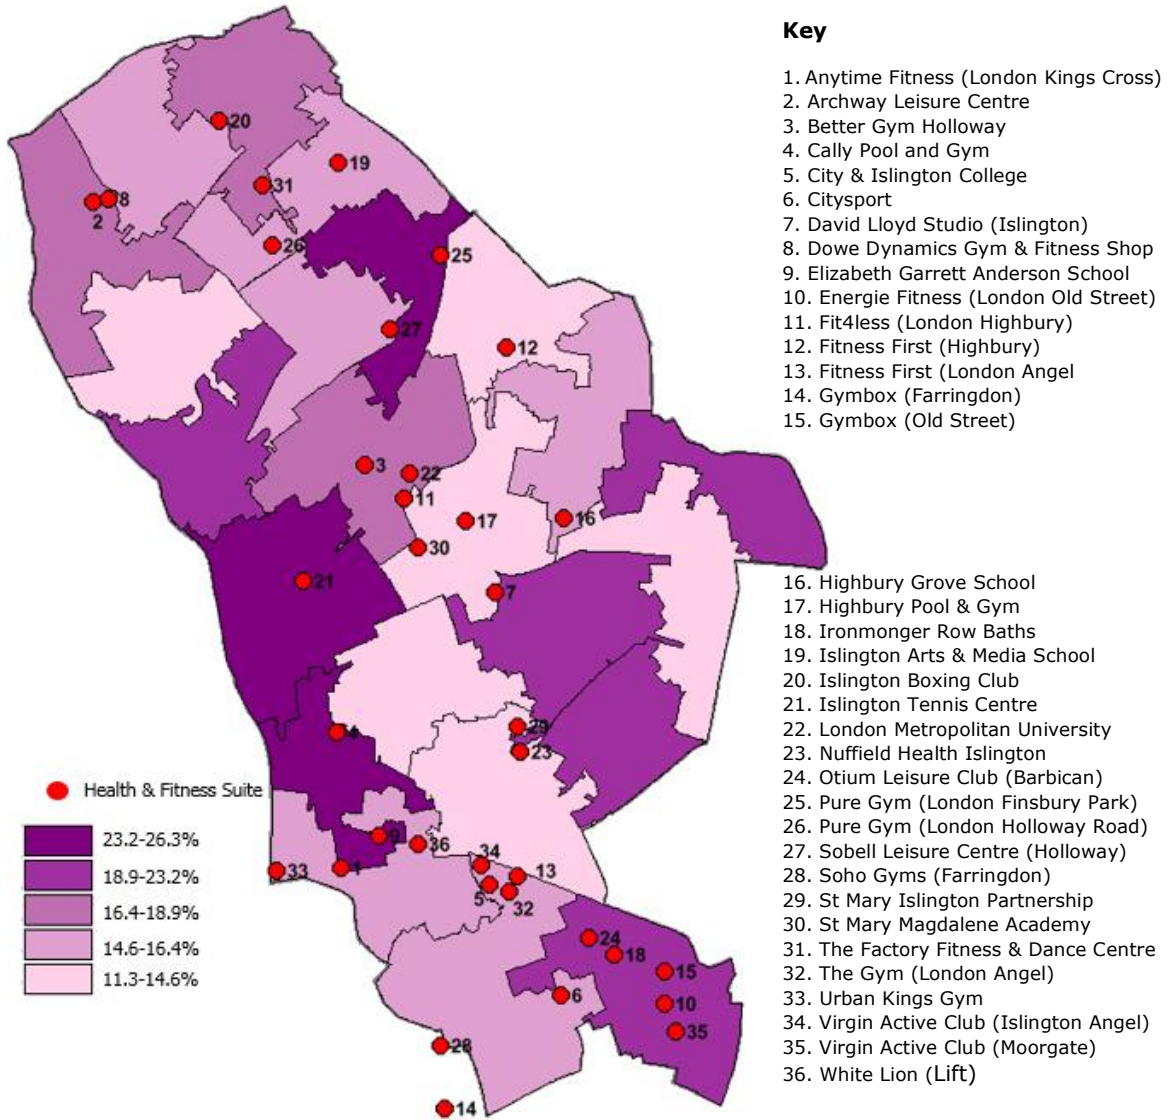 Key
1. Anytime Fitness (London Kings Cross)
2. Archway Leisure Centre
3. Better Gym Holloway
4. Cally Pool and Gym
5. City & Islington College
6. Citysport
7. David Lloyd Studio (Islington)
8. Dowe Dynamics Gym & Fitness Shop
9. Elizabeth Garrett Anderson School
10. Energie Fitness (London Old Street)
11. Fit4less (London Highbury)
12. Fitness First (Highbury)
13. Fitness First (London Angel
14. Gymbox (Farringdon)
15. Gymbox (Old Street)
16. Highbury Grove School
17. Highbury Pool & Gym
18. Ironmonger Row Baths
19. Islington Arts & Media School
20. Islington Boxing Club
21. Islington Tennis Centre
22. London Metropolitan University
23. Nuffield Health Islington
24. Otium Leisure Club (Barbican)
25. Pure Gym (London Finsbury Park)
26. Pure Gym (London Holloway Road)
27. Sobell Leisure Centre (Holloway)
28. Soho Gyms (Farringdon)
29. St Mary Islington Partnership
30. St Mary Magdalene Academy
31. The Factory Fitness & Dance Centre
32. The Gym (London Angel)
33. Urban Kings Gym
34. Virgin Active Club (Islington Angel)
35. Virgin Active Club (Moorgate)
36. White Lion (Lift)
20
19
31
8
2
26
25
27
12
3
22
11
17
16
30
21
7
4
29
23
9
36
33
1
34
13
5
32
24
18
15
6
10
35
28
14
Health & Fitness Suite
23.2-26.3%
18.9-23.2%
16.4-18.9%
14.6-16.4%
11.3-14.6%